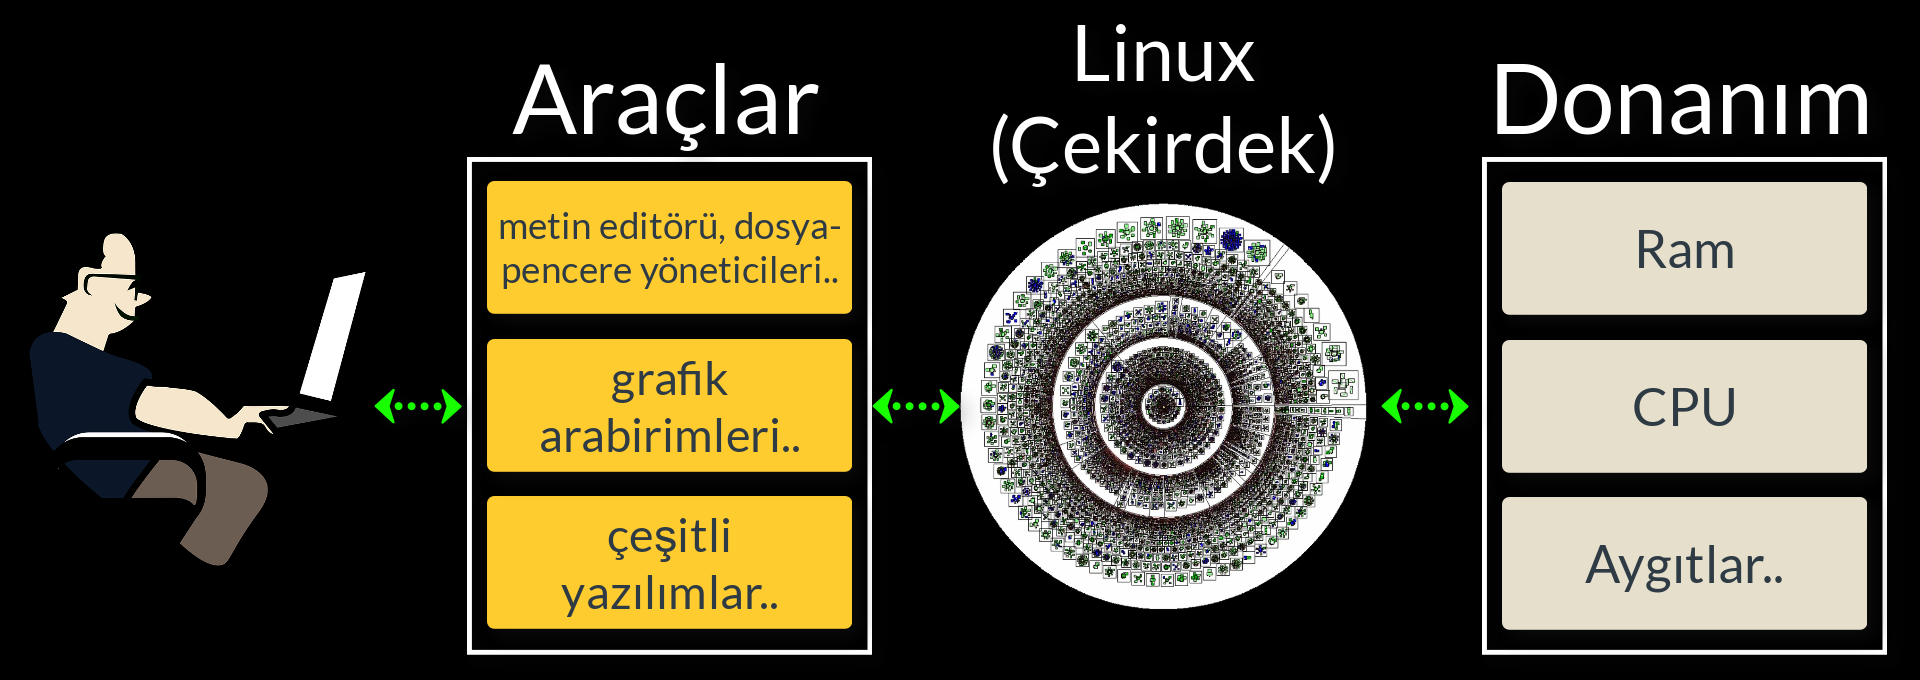 Araçlar
metin editörü, dosya-
pencere yöneticileri..
grafik
arabirimleri..
çeşitli
yazılımlar..
Linux
(Çekirdek)
Donanım
Ram
CPU
Aygıtlar..